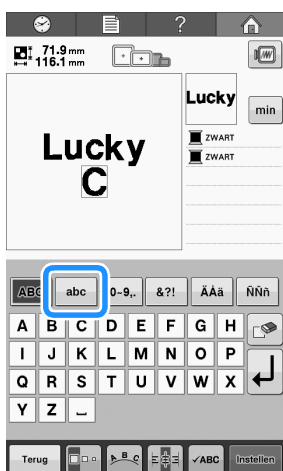 ?
71.9 mm
116.1 mm
Lucky
min
ZWART
ZWART
Lucky
C
ABC abc 0~9,. &?! ÄÅä ÑÑñ
A B C D E F G H
I J K L M N O P
Q R S T U V W X
Y Z
Terug A B C ✓ABC Instellen